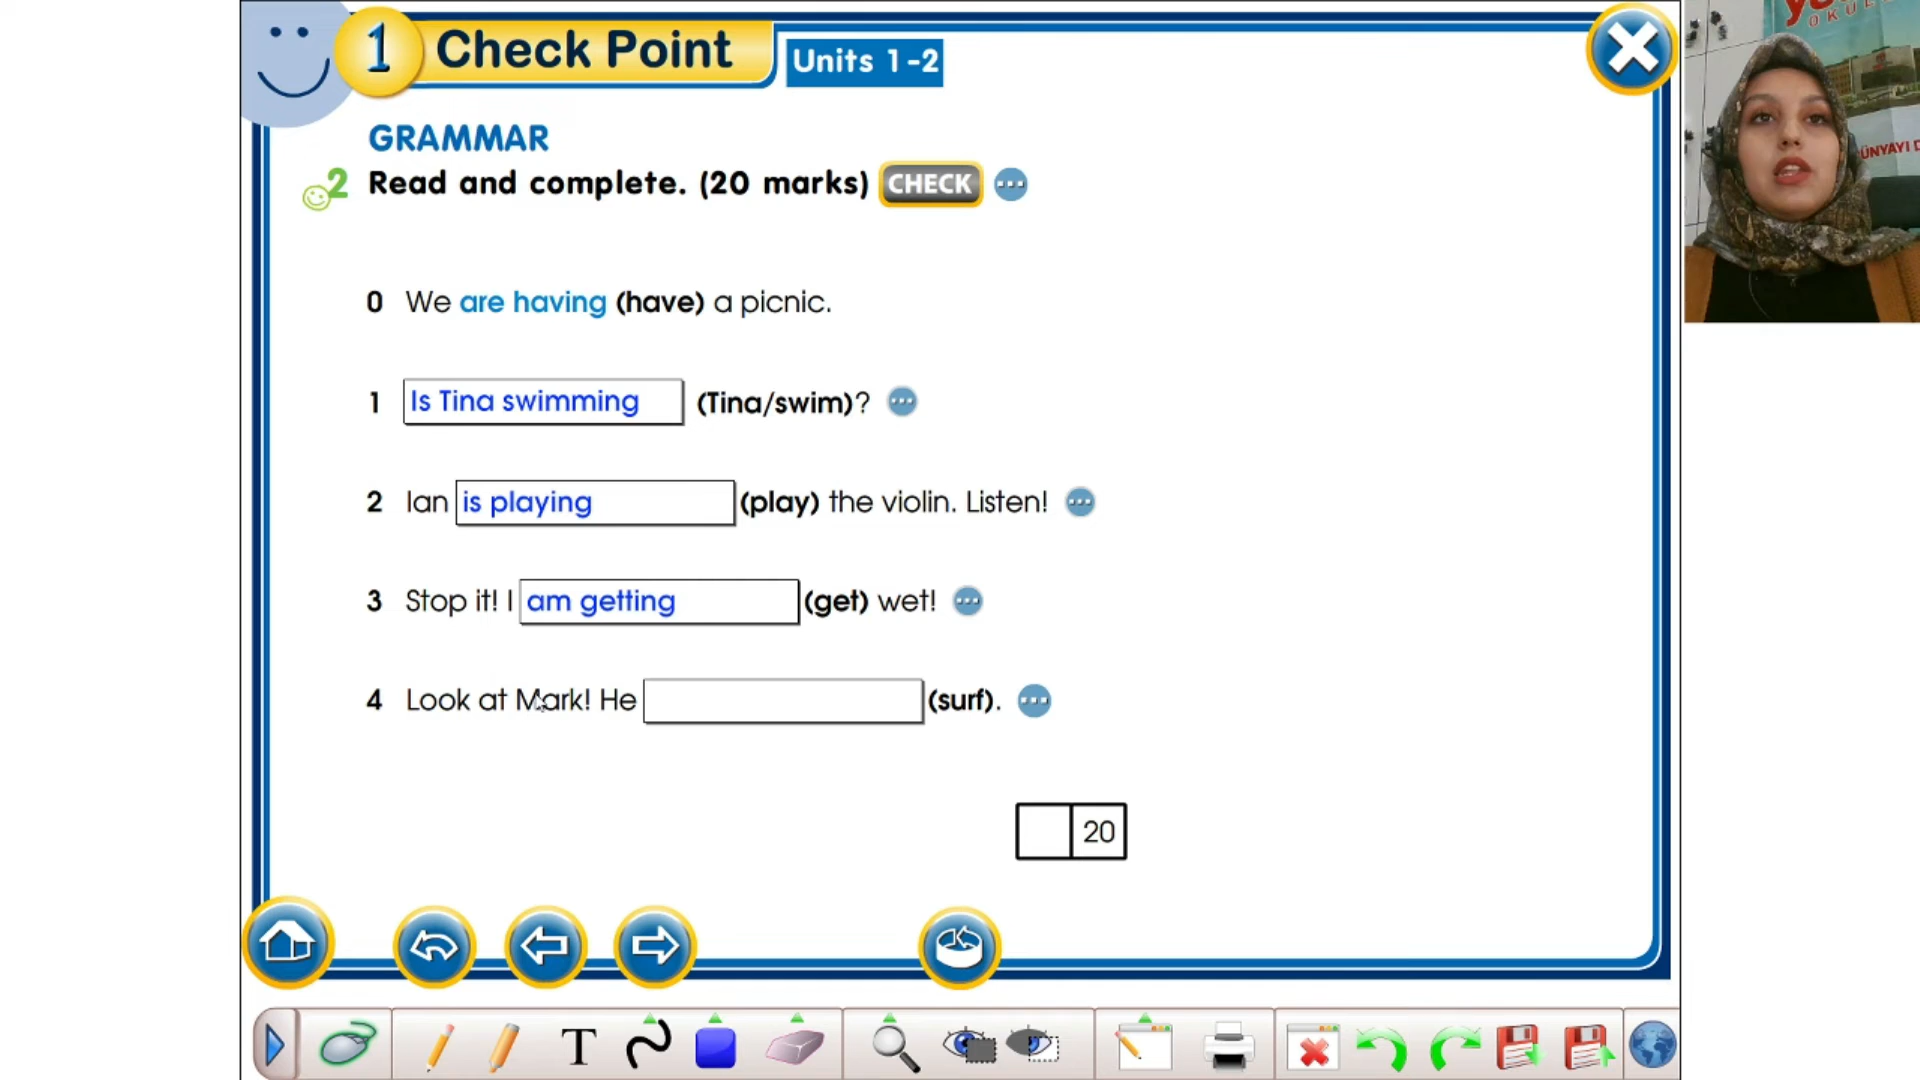 1 Check Point Units 1-2
GRAMMAR
2 Read and complete. (20 marks) CHECK
0 We are having (have) a picnic.
1 Is Tina swimming (Tina/swim)?
2 Ian is playing (play) the violin. Listen!
3 Stop it! I am getting (get) wet!
4 Look at Mark! He (surf).
20
T
OKUL
ÜNYAYI D